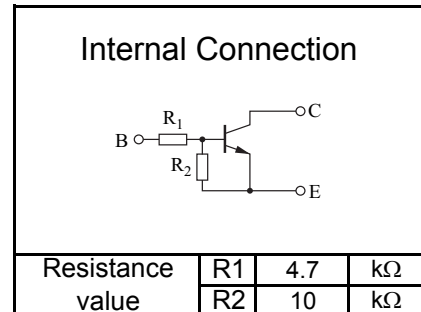 Internal Connection
C
R1
B
R2
E
Resistance value R1 4.7 kΩ
R2 10 kΩ